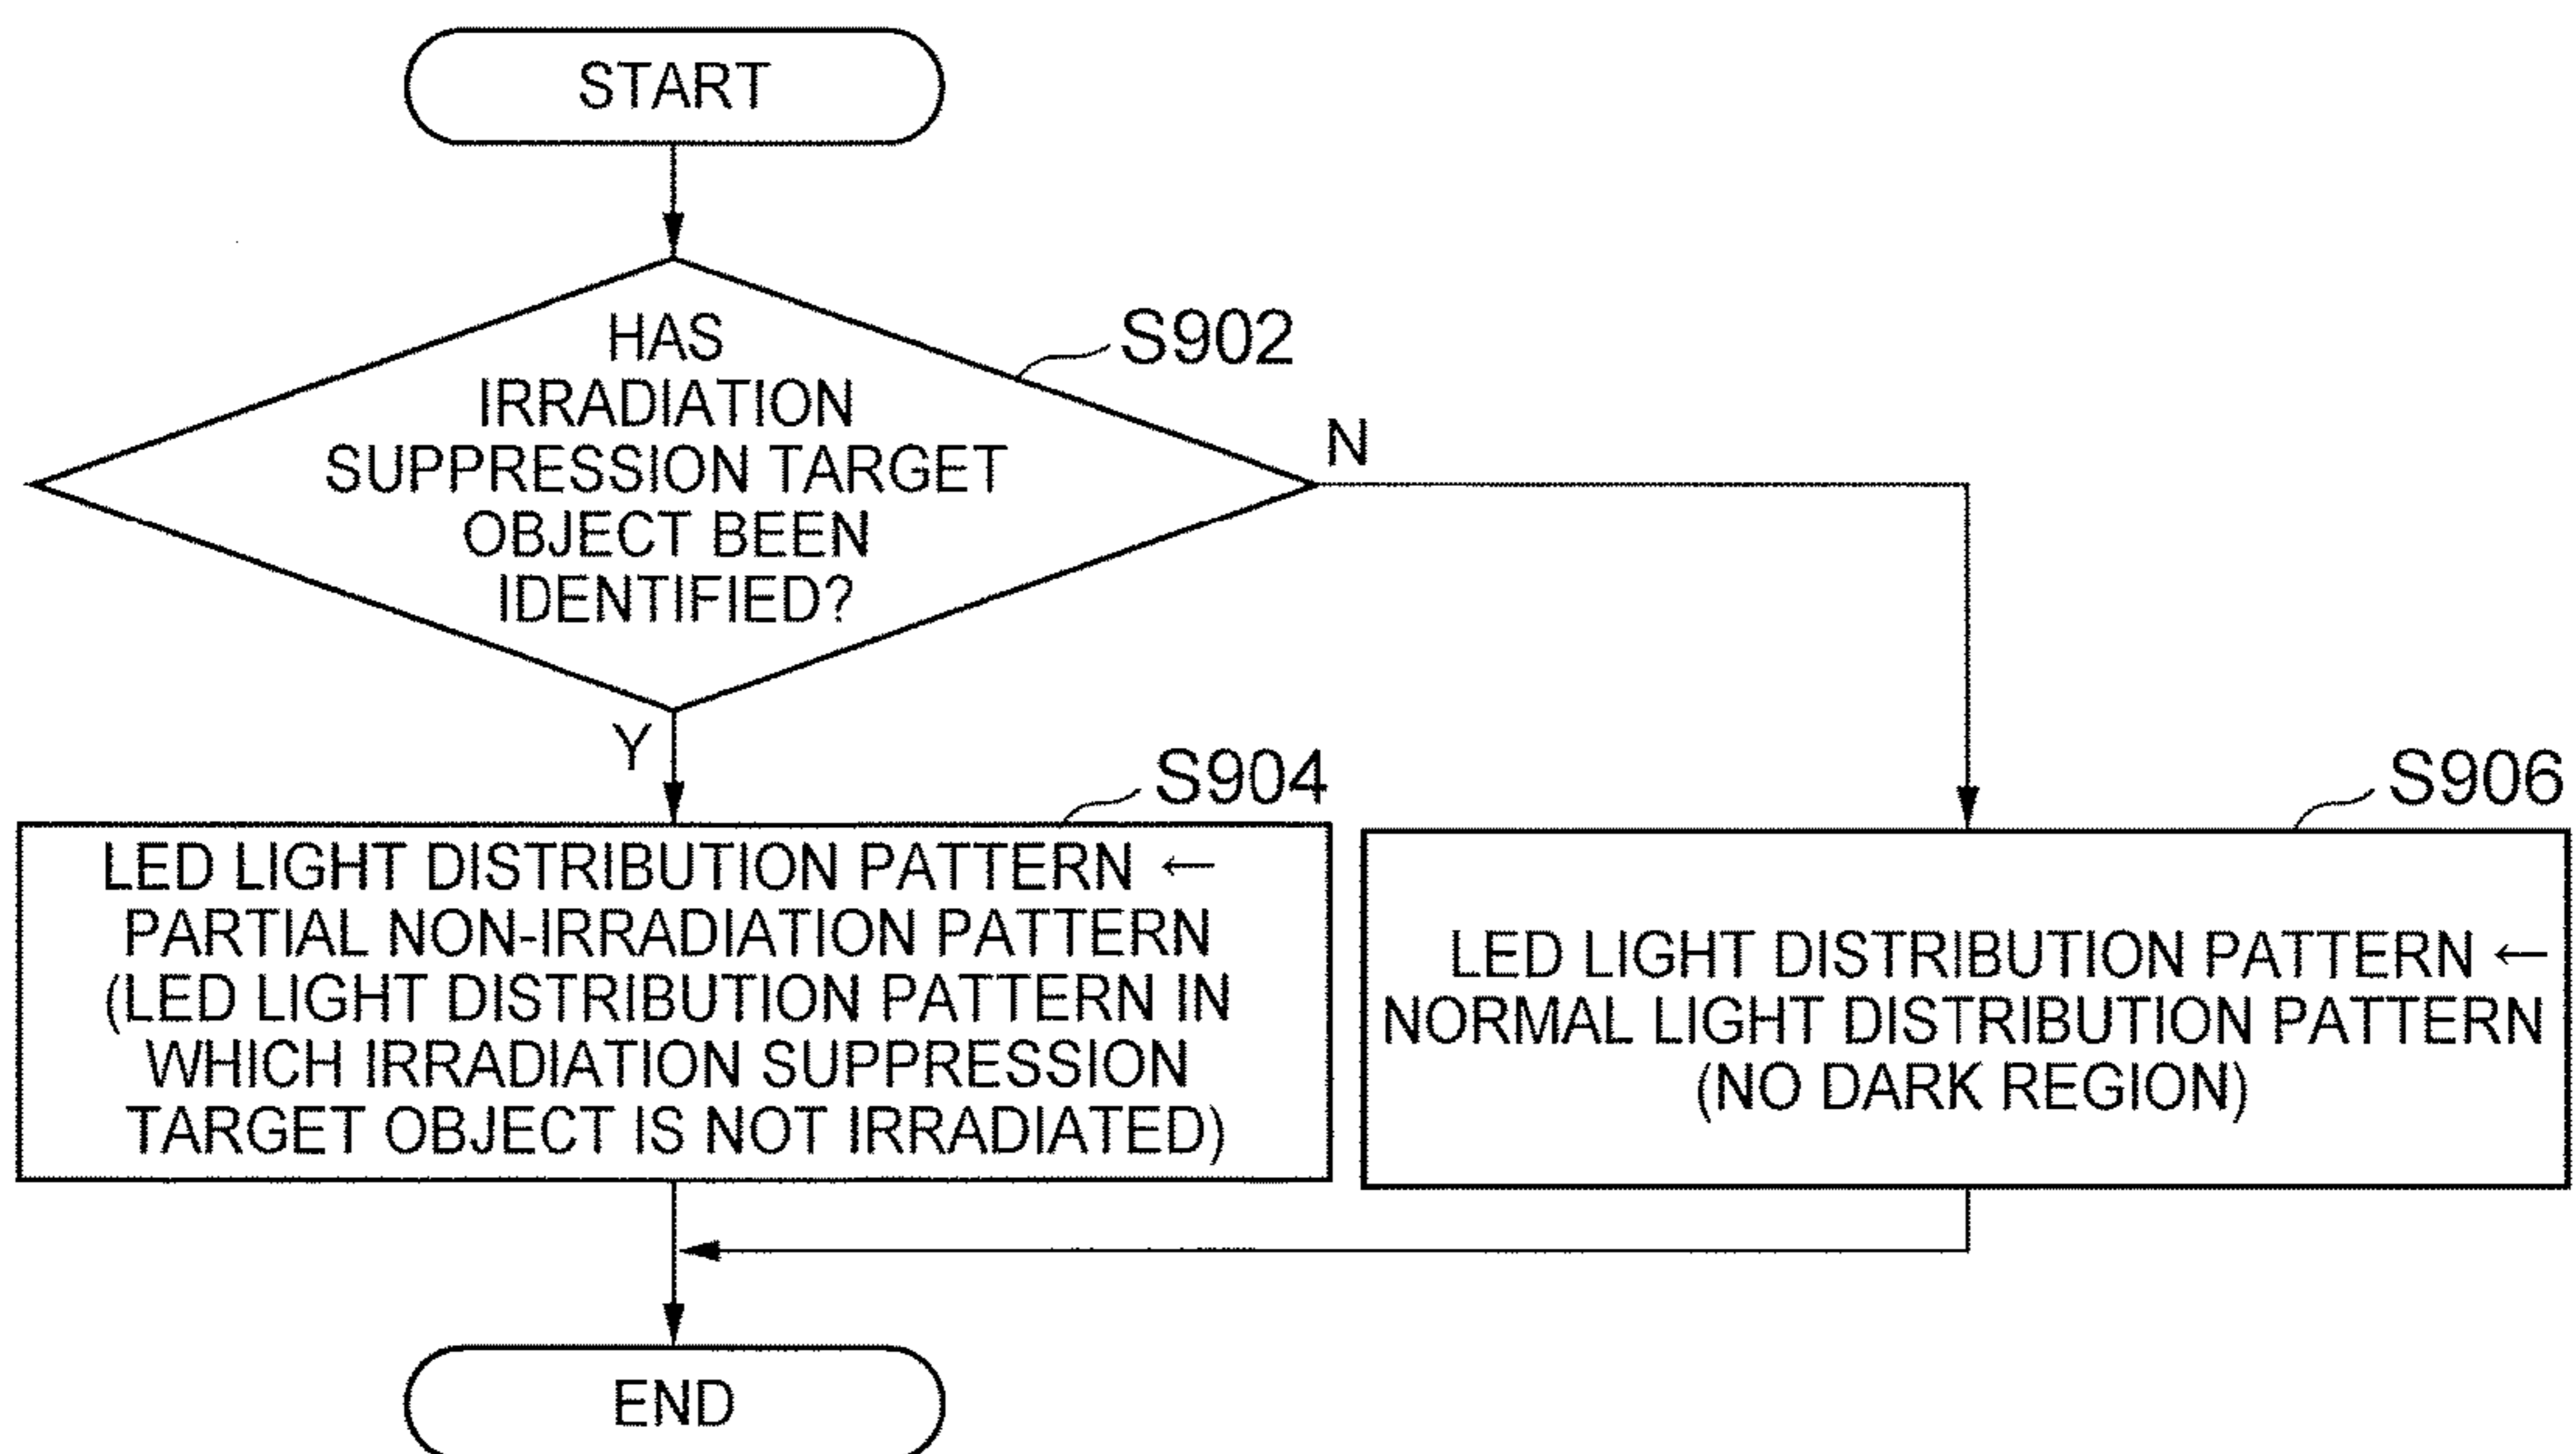 START
HAS
IRRADIATION
SUPPRESSION TARGET
OBJECT BEEN
IDENTIFIED?
S902
N
Y
S904
LED LIGHT DISTRIBUTION PATTERN ←
PARTIAL NON-IRRADIATION PATTERN
(LED LIGHT DISTRIBUTION PATTERN IN
WHICH IRRADIATION SUPPRESSION
TARGET OBJECT IS NOT IRRADIATED)
S906
LED LIGHT DISTRIBUTION PATTERN ←
NORMAL LIGHT DISTRIBUTION PATTERN
(NO DARK REGION)
END